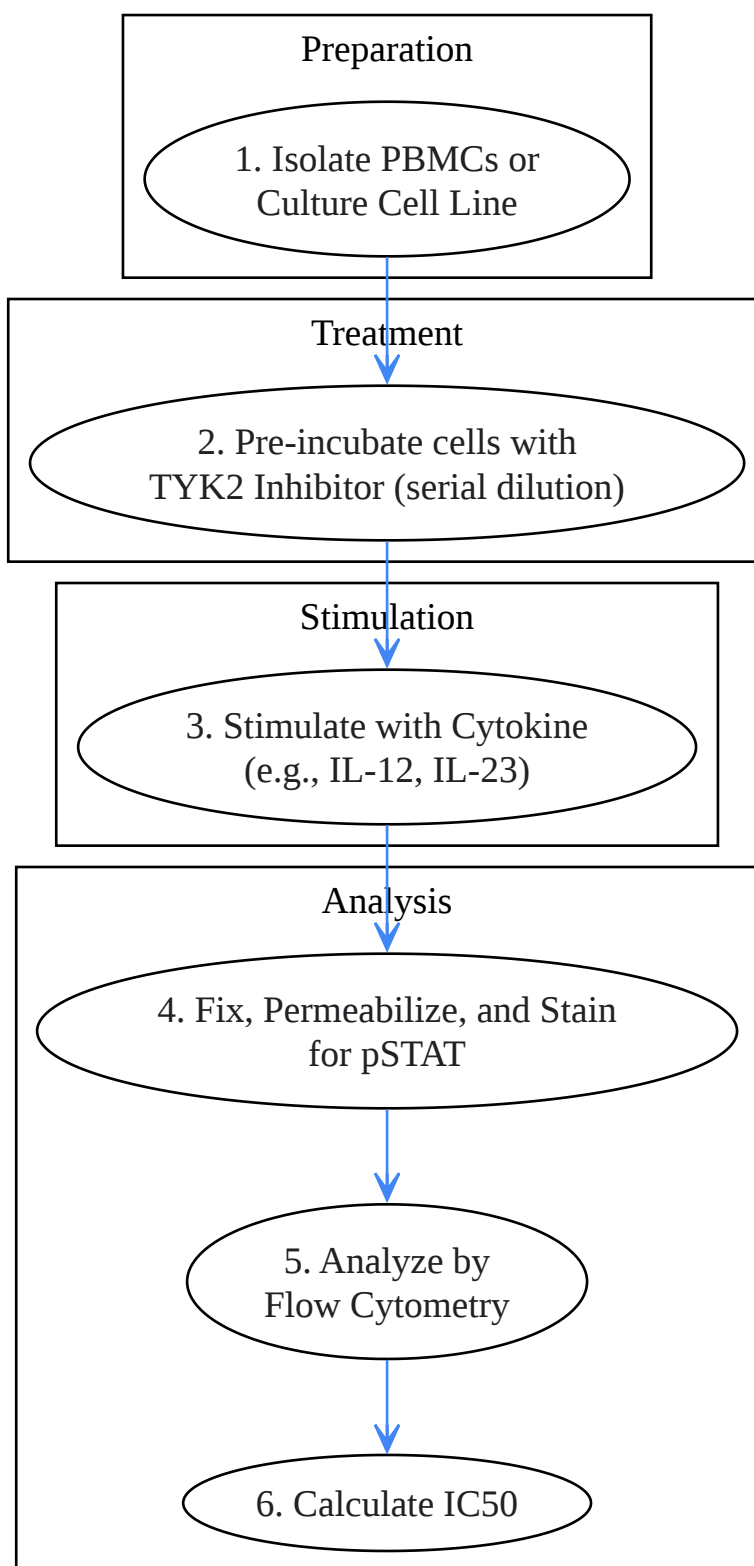 Preparation
1. Isolate PBMCs or
Culture Cell Line
Treatment
2. Pre-incubate cells with
TYK2 Inhibitor (serial dilution)
Stimulation
3. Stimulate with Cytokine
(e.g., IL-12, IL-23)
Analysis
4. Fix, Permeabilize, and Stain
for pSTAT
5. Analyze by
Flow Cytometry
6. Calculate IC50